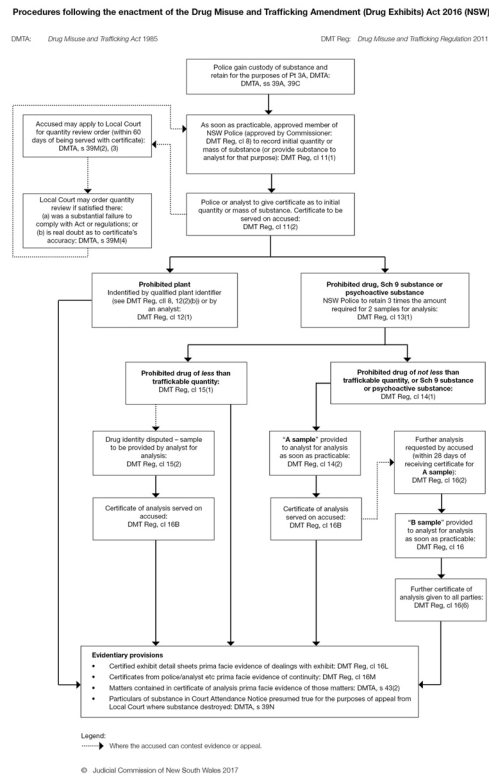 Procedures following the enactment of the Drug Misuse and Trafficking Amendment (Drug Exhibits) Act 2016 (NSW)
DMTA: Drug Misuse and Trafficking Act 1985
DMT Reg: Drug Misuse and Trafficking Regulation 2011
Police gain custody of substance and
retain for the purposes of Pt 3A, DMTA:
DMTA, ss 39A, 39C
Accused may apply to Local Court
for quantity review order (within 60
days of being served with certificate):
DMTA, s 39M(2), (3)
As soon as practicable, approved member of
NSW Police (approved by Commissioner:
DMT Reg, cl 8) to record initial quantity or
mass of substance (or provide substance to
analyst for that purpose): DMT Reg, cl 11(1)
Local Court may order quantity
review if satisfied there:
(a) was a substantial failure to
comply with Act or regulations; or
(b) is real doubt as to certificate's
accuracy: DMTA, s 39M(4)
Police or analyst to give certificate as to initial
quantity or mass of substance. Certificate to be
served on accused:
DMT Reg, cl 11(2)
Prohibited plant
Indentified by qualified plant identifier
(see DMT Reg, cll 8, 12(2)(b)) or by
an analyst:
DMT Reg, cl 12(1)
Prohibited drug, Sch 9 substance or
psychoactive substance
NSW Police to retain 3 times the amount
required for 2 samples for analysis:
DMT Reg, cl 13(1)
Prohibited drug of less than
traffickable quantity:
DMT Reg, cl 15(1)
Prohibited drug of not less than
traffickable quantity, or Sch 9 substance
or psychoactive substance:
DMT Reg, cl 14(1)
Drug identity disputed – sample
to be provided by analyst for
analysis:
DMT Reg, cl 15(2)
"A sample" provided
to analyst for analysis
as soon as practicable:
DMT Reg, cl 14(2)
Further analysis
requested by accused
(within 28 days of
receiving certificate for
A sample):
DMT Reg, cl 16(2)
Certificate of analysis served on
accused:
DMT Reg, cl 16B
Certificate of analysis
served on accused:
DMT Reg, cl 16B
"B sample" provided
to analyst for analysis
as soon as practicable:
DMT Reg, cl 16
Further certificate of
analysis given to all parties:
DMT Reg, cl 16(6)
Evidentiary provisions
• Certified exhibit detail sheets prima facie evidence of dealings with exhibit: DMT Reg, cl 16L
• Certificates from police/analyst etc prima facie evidence of continuity: DMT Reg, cl 16M
• Matters contained in certificate of analysis prima facie evidence of those matters: DMTA, s 43(2)
• Particulars of substance in Court Attendance Notice presumed true for the purposes of appeal from
Local Court where substance destroyed: DMTA, s 39N
Legend:
Where the accused can contest evidence or appeal.
© Judicial Commission of New South Wales 2017